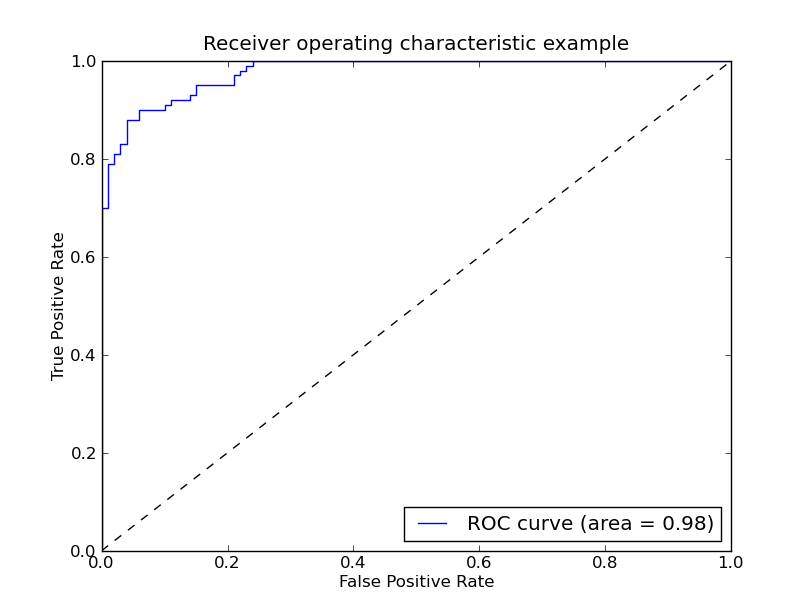 Receiver operating characteristic example
1.0
0.8
0.6
0.4
0.2
0.0
True Positive Rate
ROC curve (area = 0.98)
0.0 0.2 0.4 0.6 0.8 1.0
False Positive Rate